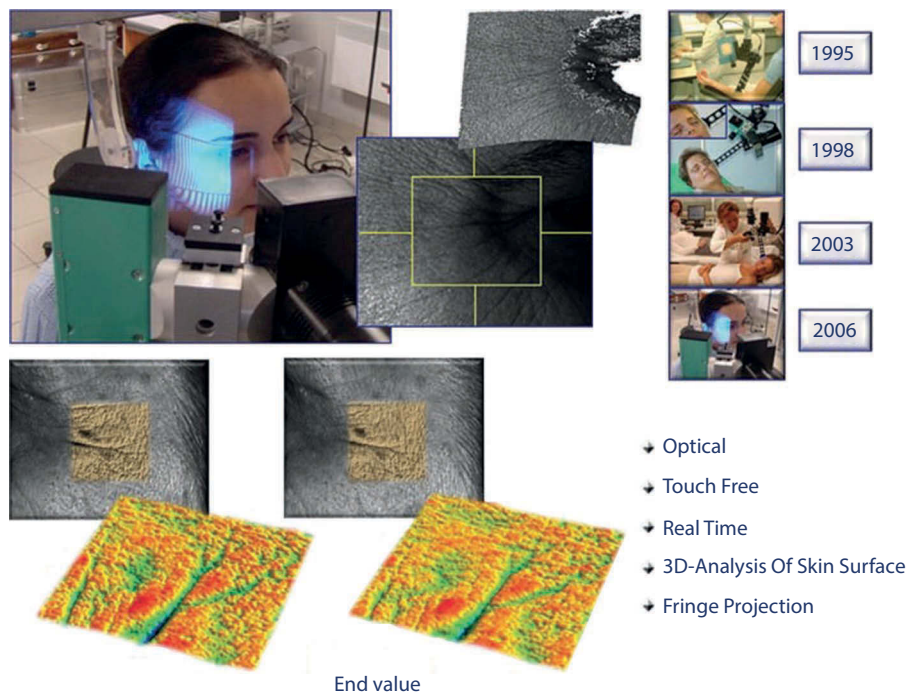 1995
1998
2003
2006
Optical
Touch Free
Real Time
3D-Analysis Of Skin Surface
Fringe Projection
End value